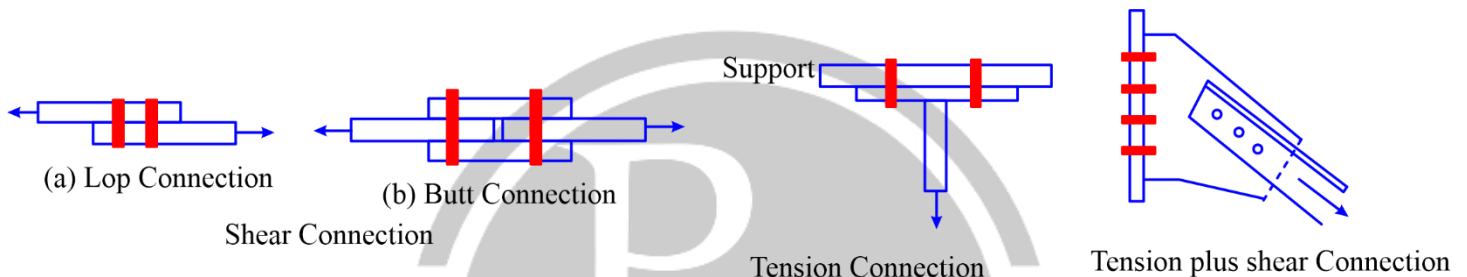 Support
(a) Lop Connection
(b) Butt Connection
Shear Connection
Tension Connection
Tension plus shear Connection
P